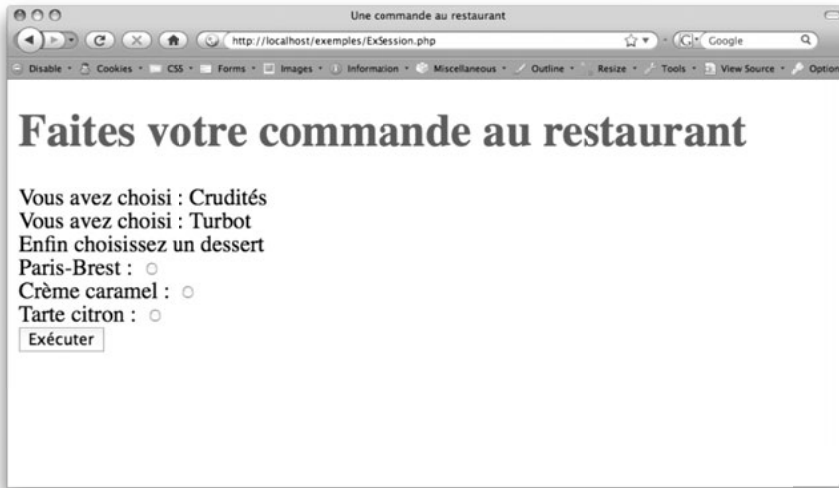 Une commande au restaurant
http://localhost/exemples/ExSession.php
Google
Disable Cookies CSS Forms Images Information Miscellaneous Outline Resize Tools View Source Option
Faites votre commande au restaurant
Vous avez choisi : Crudités
Vous avez choisi : Turbot
Enfin choisissez un dessert
Paris-Brest :
Crème caramel :
Tarte citron :
Exécuter